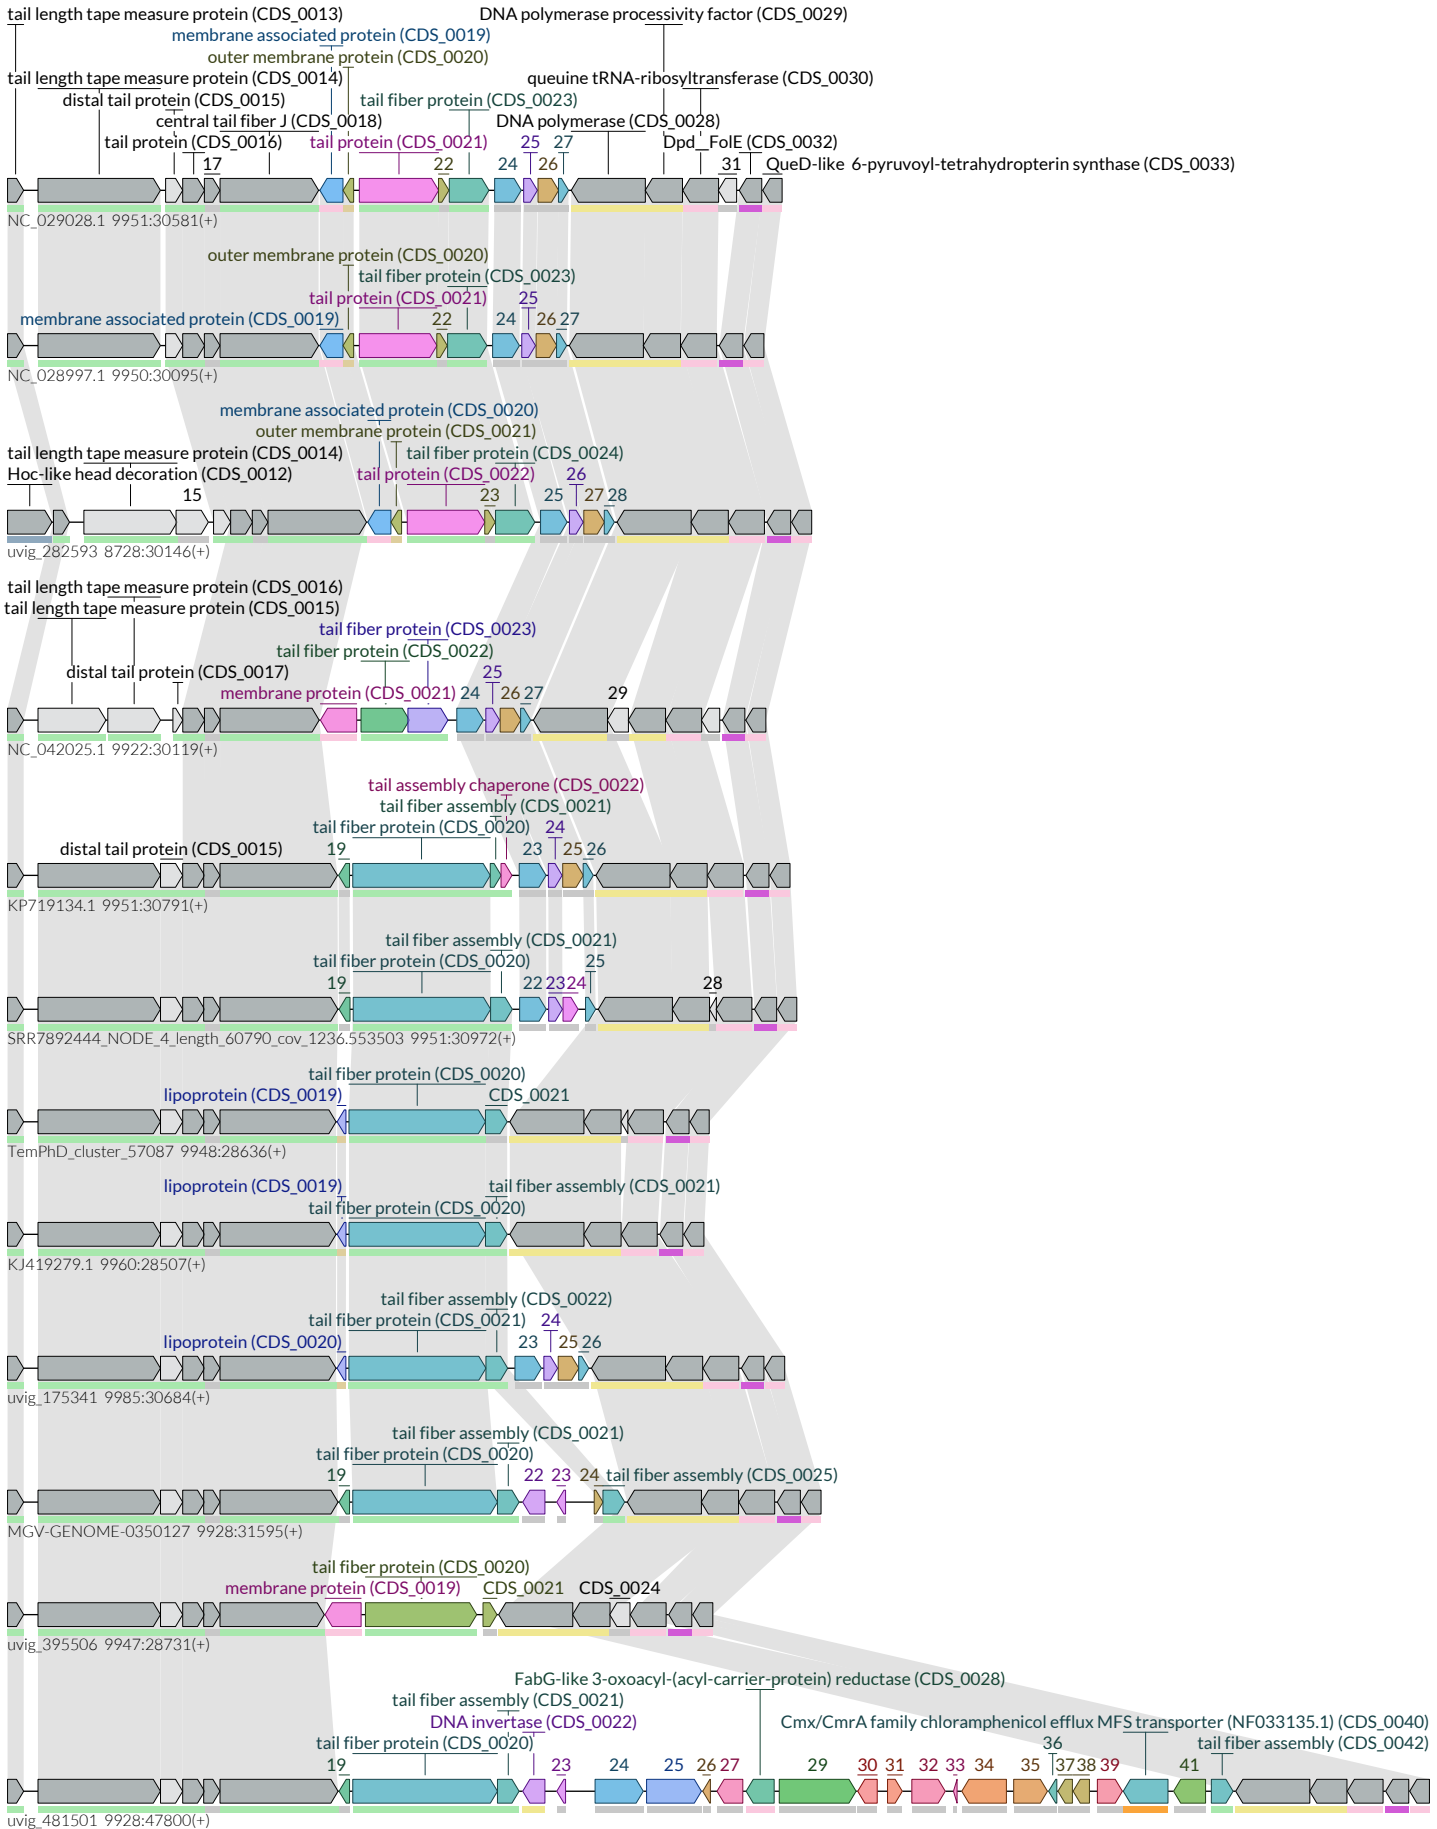 tail length tape measure protein (CDS_0013)
DNA polymerase processivity factor (CDS_0029)
membrane associated protein (CDS_0019)
outer membrane protein (CDS_0020)
tail length tape measure protein (CDS_0014)
queuine tRNA-ribosyltransferase (CDS_0030)
distal tail protein (CDS_0015)
tail fiber protein (CDS_0023)
central tail fiber J (CDS_0018)
DNA polymerase (CDS_0028)
tail protein (CDS_0016)
tail protein (CDS_0021)
25
27
Dpd_FolE (CDS_0032)
17
22
24
26
31
QueD-like 6-pyruvoyl-tetrahydropterin synthase (CDS_0033)
NC_029028.1 9951:30581(+)
outer membrane protein (CDS_0020)
tail fiber protein (CDS_0023)
tail protein (CDS_0021)
25
membrane associated protein (CDS_0019)
22
24
26
27
NC_028997.1 9950:30095(+)
membrane associated protein (CDS_0020)
outer membrane protein (CDS_0021)
tail length tape measure protein (CDS_0014)
tail fiber protein (CDS_0024)
Hoc-like head decoration (CDS_0012)
tail protein (CDS_0022)
26
15
23
25
27
28
uvig_282593 8728:30146(+)
tail length tape measure protein (CDS_0016)
tail length tape measure protein (CDS_0015)
tail fiber protein (CDS_0023)
tail fiber protein (CDS_0022)
distal tail protein (CDS_0017)
25
membrane protein (CDS_0021)
24
26
27
29
NC_042025.1 9922:30119(+)
tail assembly chaperone (CDS_0022)
tail fiber assembly (CDS_0021)
tail fiber protein (CDS_0020)
24
distal tail protein (CDS_0015)
19
23
25
26
KP719134.1 9951:30791(+)
tail fiber assembly (CDS_0021)
tail fiber protein (CDS_0020)
25
19
22
23
24
28
SRR7892444_NODE_4_length_60790_cov_1236.553503 9951:30972(+)
tail fiber protein (CDS_0020)
lipoprotein (CDS_0019)
CDS_0021
TemPhD_cluster_57087 9948:28636(+)
lipoprotein (CDS_0019)
tail fiber assembly (CDS_0021)
tail fiber protein (CDS_0020)
KJ419279.1 9960:28507(+)
tail fiber assembly (CDS_0022)
tail fiber protein (CDS_0021)
24
lipoprotein (CDS_0020)
23
25
26
uvig_175341 9985:30684(+)
tail fiber assembly (CDS_0021)
tail fiber protein (CDS_0020)
19
22
23
24
tail fiber assembly (CDS_0025)
MGV-GENOME-0350127 9928:31595(+)
tail fiber protein (CDS_0020)
membrane protein (CDS_0019)
CDS_0021
CDS_0024
uvig_395506 9947:28731(+)
FabG-like 3-oxoacyl-(acyl-carrier-protein) reductase (CDS_0028)
tail fiber assembly (CDS_0021)
DNA invertase (CDS_0022)
Cmx/CmrA family chloramphenicol efflux MFS transporter (NF033135.1) (CDS_0040)
tail fiber protein (CDS_0020)
36
tail fiber assembly (CDS_0042)
19
23
24
25
26
27
29
30
31
32
33
34
35
37
38
39
41
uvig_481501 9928:47800(+)